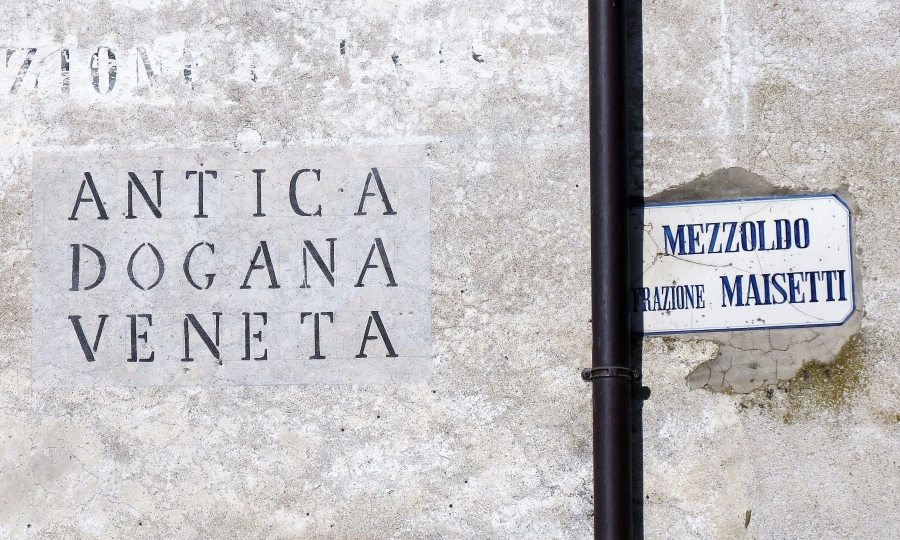 ANTICA
DOGANA
VENETA
MEZZOLDO
FRAZIONE MAISETTI